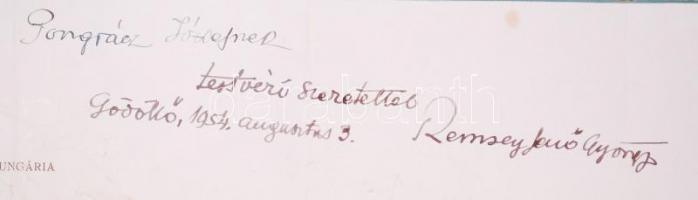 Pongrácz Józsefnek
testvéri szeretettel
Gödöllő, 1954. augusztus 3.
Remsey Jenő György
UNGÁRIA